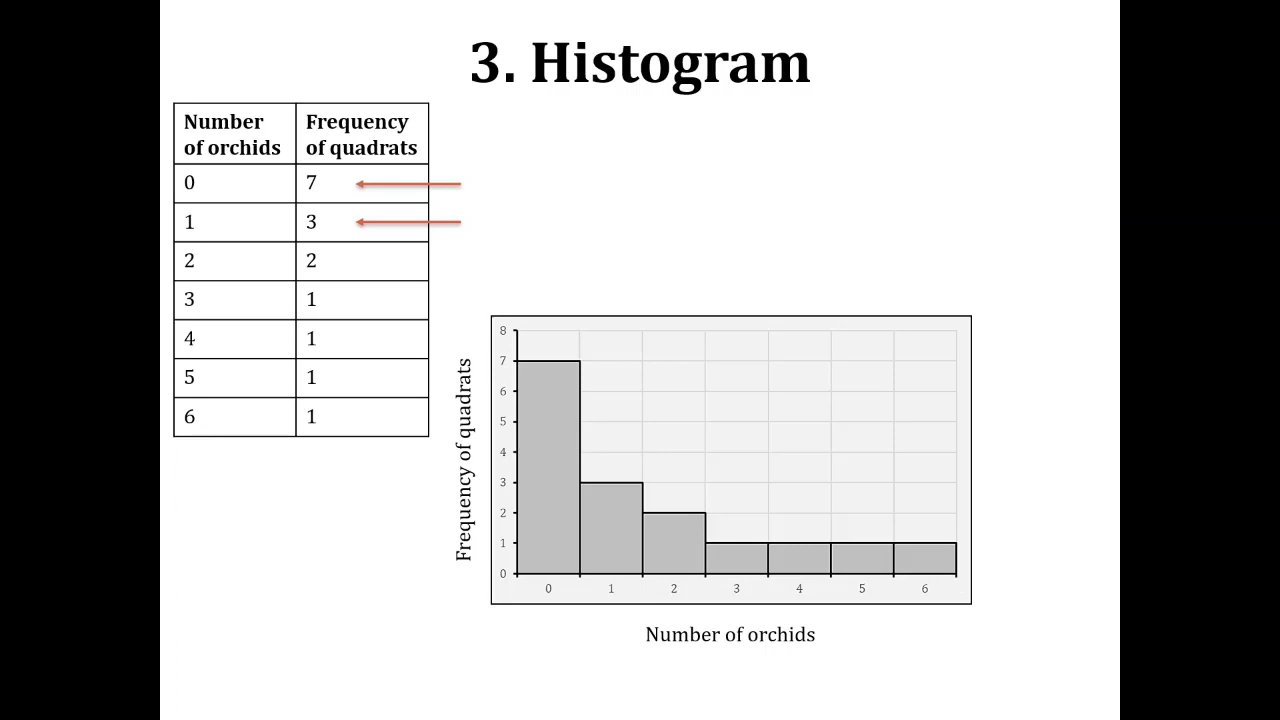 3. Histogram
Number
of orchids
Frequency
of quadrats
0
7
1
3
2
2
3
1
4
1
5
1
6
1
Frequency of quadrats
8
7
6
5
4
3
2
1
0
0 1 2 3 4 5 6
Number of orchids